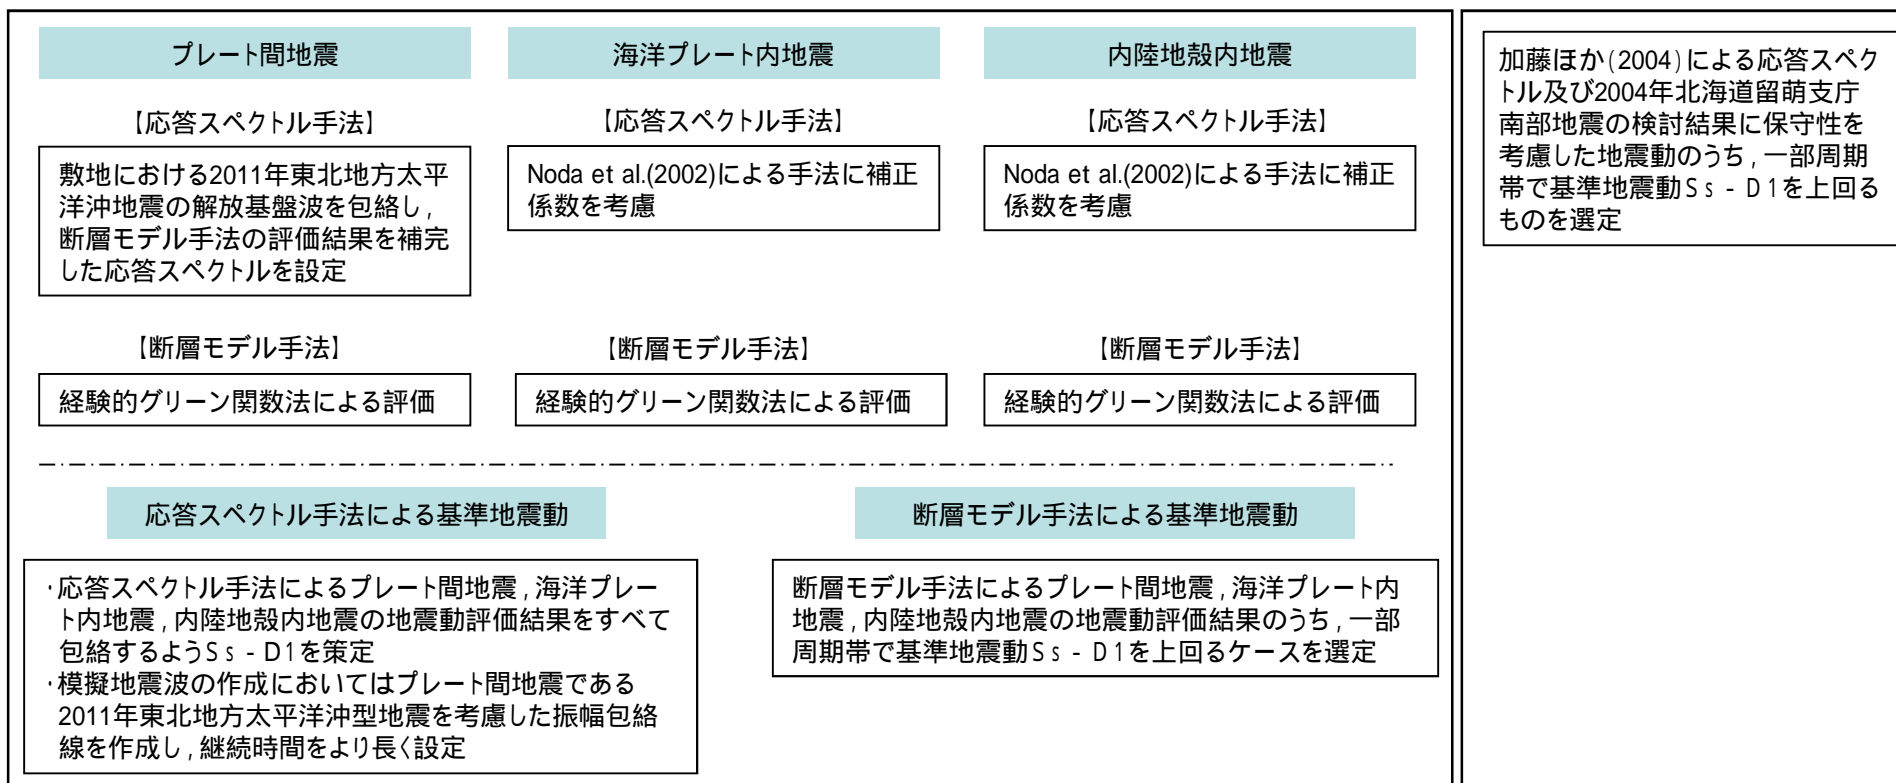 プレート間地震
【応答スペクトル手法】
敷地における2011年東北地方太平
洋沖地震の解放基盤波を包絡し,
断層モデル手法の評価結果を補完
した応答スペクトルを設定
【断層モデル手法】
経験的グリーン関数法による評価
海洋プレート内地震
【応答スペクトル手法】
Noda et al.(2002)による手法に補正
係数を考慮
【断層モデル手法】
経験的グリーン関数法による評価
内陸地殻内地震
【応答スペクトル手法】
Noda et al.(2002)による手法に補正
係数を考慮
【断層モデル手法】
経験的グリーン関数法による評価
応答スペクトル手法による基準地震動
・応答スペクトル手法によるプレート間地震,海洋プレー
ト内地震,内陸地殻内地震の地震動評価結果をすべて
包絡するようSs-D1を策定
・模擬地震波の作成においてはプレート間地震である
2011年東北地方太平洋沖型地震を考慮した振幅包絡
線を作成し,継続時間をより長く設定
断層モデル手法による基準地震動
断層モデル手法によるプレート間地震,海洋プレート内
地震,内陸地殻内地震の地震動評価結果のうち,一部
周期帯で基準地震動Ss-D1を上回るケースを選定
加藤ほか(2004)による応答スペク
トル及び2004年北海道留萌支庁
南部地震の検討結果に保守性を
考慮した地震動のうち,一部周期
帯で基準地震動Ss-D1を上回る
ものを選定